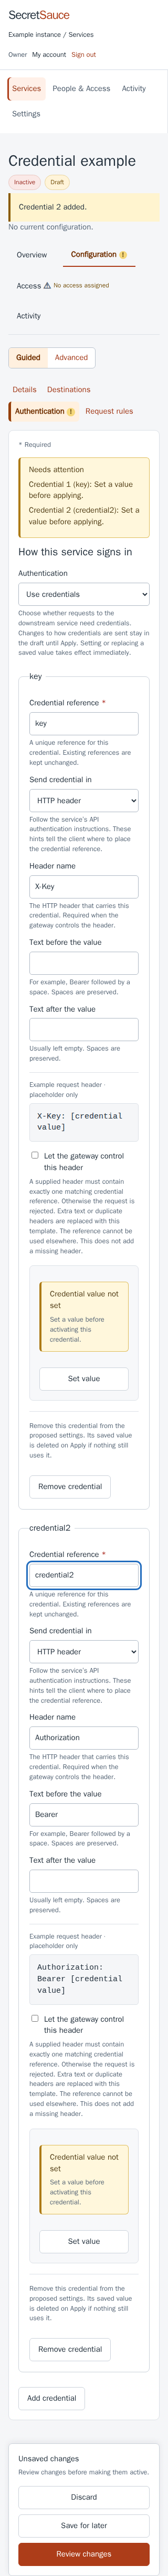 SecretSauce
Example instance / Services
Owner My account Sign out
Services People & Access Activity
Settings
Credential example
Inactive Draft
Credential 2 added.
No current configuration.
Overview Configuration !
Access ⚠ No access assigned
Activity
Guided Advanced
Details Destinations
Authentication ! Request rules
* Required
Needs attention
Credential 1 (key): Set a value
before applying.
Credential 2 (credential2): Set a
value before applying.
How this service signs in
Authentication
Use credentials
Choose whether requests to the
downstream service need credentials.
Changes to how credentials are sent stay in
the draft until Apply. Setting or replacing a
saved value takes effect immediately.
key
Credential reference *
key
A unique reference for this
credential. Existing references are
kept unchanged.
Send credential in
HTTP header
Follow the service's API
authentication instructions. These
hints tell the client where to place
the credential reference.
Header name
X-Key
The HTTP header that carries this
credential. Required when the
gateway controls the header.
Text before the value
For example, Bearer followed by a
space. Spaces are preserved.
Text after the value
Usually left empty. Spaces are
preserved.
Example request header ·
placeholder only
X-Key: [credential
value]
Let the gateway control
this header
A supplied header must contain
exactly one matching credential
reference. Otherwise the request is
rejected. Extra text or duplicate
headers are replaced with this
template. The reference cannot be
used elsewhere. This does not add
a missing header.
Credential value not
set
Set a value before
activating this
credential.
Set value
Remove this credential from the
proposed settings. Its saved value
is deleted on Apply if nothing still
uses it.
Remove credential
credential2
Credential reference *
credential2
A unique reference for this
credential. Existing references are
kept unchanged.
Send credential in
HTTP header
Follow the service's API
authentication instructions. These
hints tell the client where to place
the credential reference.
Header name
Authorization
The HTTP header that carries this
credential. Required when the
gateway controls the header.
Text before the value
Bearer
For example, Bearer followed by a
space. Spaces are preserved.
Text after the value
Usually left empty. Spaces are
preserved.
Example request header ·
placeholder only
Authorization:
Bearer [credential
value]
Let the gateway control
this header
A supplied header must contain
exactly one matching credential
reference. Otherwise the request is
rejected. Extra text or duplicate
headers are replaced with this
template. The reference cannot be
used elsewhere. This does not add
a missing header.
Credential value not
set
Set a value before
activating this
credential.
Set value
Remove this credential from the
proposed settings. Its saved value
is deleted on Apply if nothing still
uses it.
Remove credential
Add credential
Unsaved changes
Review changes before making them active.
Discard
Save for later
Review changes